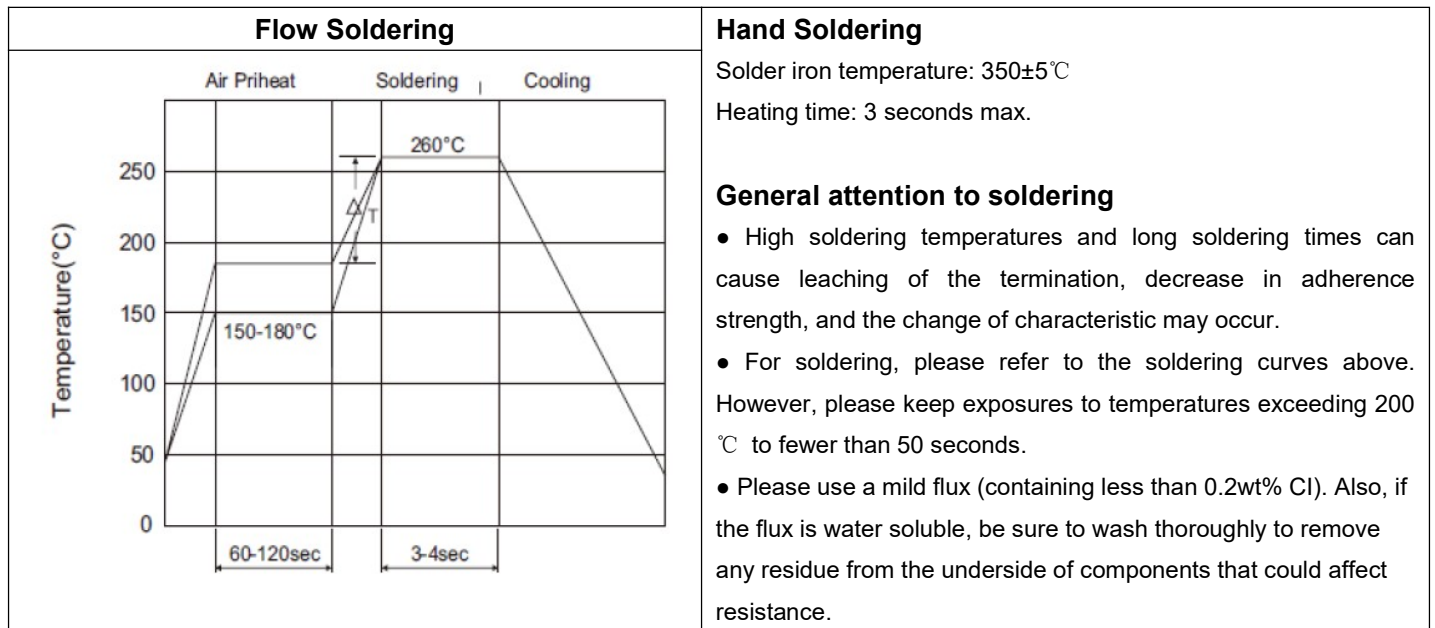 Flow Soldering
Air Priheat Soldering Cooling
260°C
250
△T
200
150
150-180°C
100
50
0
Temperature(°C)
60-120sec 3-4sec
Hand Soldering
Solder iron temperature: 350±5℃
Heating time: 3 seconds max.
General attention to soldering
● High soldering temperatures and long soldering times can
cause leaching of the termination, decrease in adherence
strength, and the change of characteristic may occur.
● For soldering, please refer to the soldering curves above.
However, please keep exposures to temperatures exceeding 200
℃ to fewer than 50 seconds.
● Please use a mild flux (containing less than 0.2wt% CI). Also, if
the flux is water soluble, be sure to wash thoroughly to remove
any residue from the underside of components that could affect
resistance.